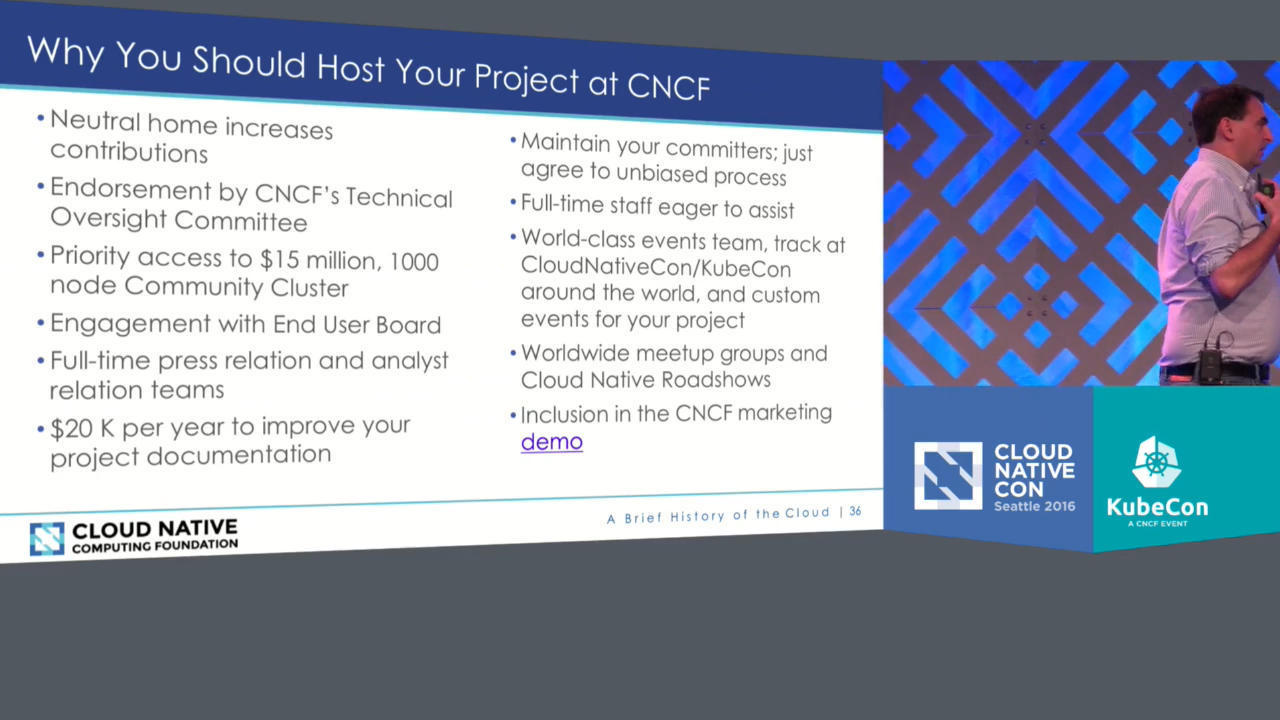 Why You Should Host Your Project at CNCF
•Neutral home increases
contributions
•Endorsement by CNCF's Technical
Oversight Committee
•Priority access to $15 million, 1000
node Community Cluster
•Engagement with End User Board
•Full-time press relation and analyst
relation teams
•$20 K per year to improve your
project documentation
•Maintain your committers; just
agree to unbiased process
•Full-time staff eager to assist
•World-class events team, track at
CloudNativeCon/KubeCon
around the world, and custom
events for your project
•Worldwide meetup groups and
Cloud Native Roadshows
•Inclusion in the CNCF marketing
demo
CLOUD NATIVE
COMPUTING FOUNDATION
A Brief History of the Cloud | 36
CLOUD
NATIVE
CON
Seattle 2016
KubeCon
A CNCF EVENT